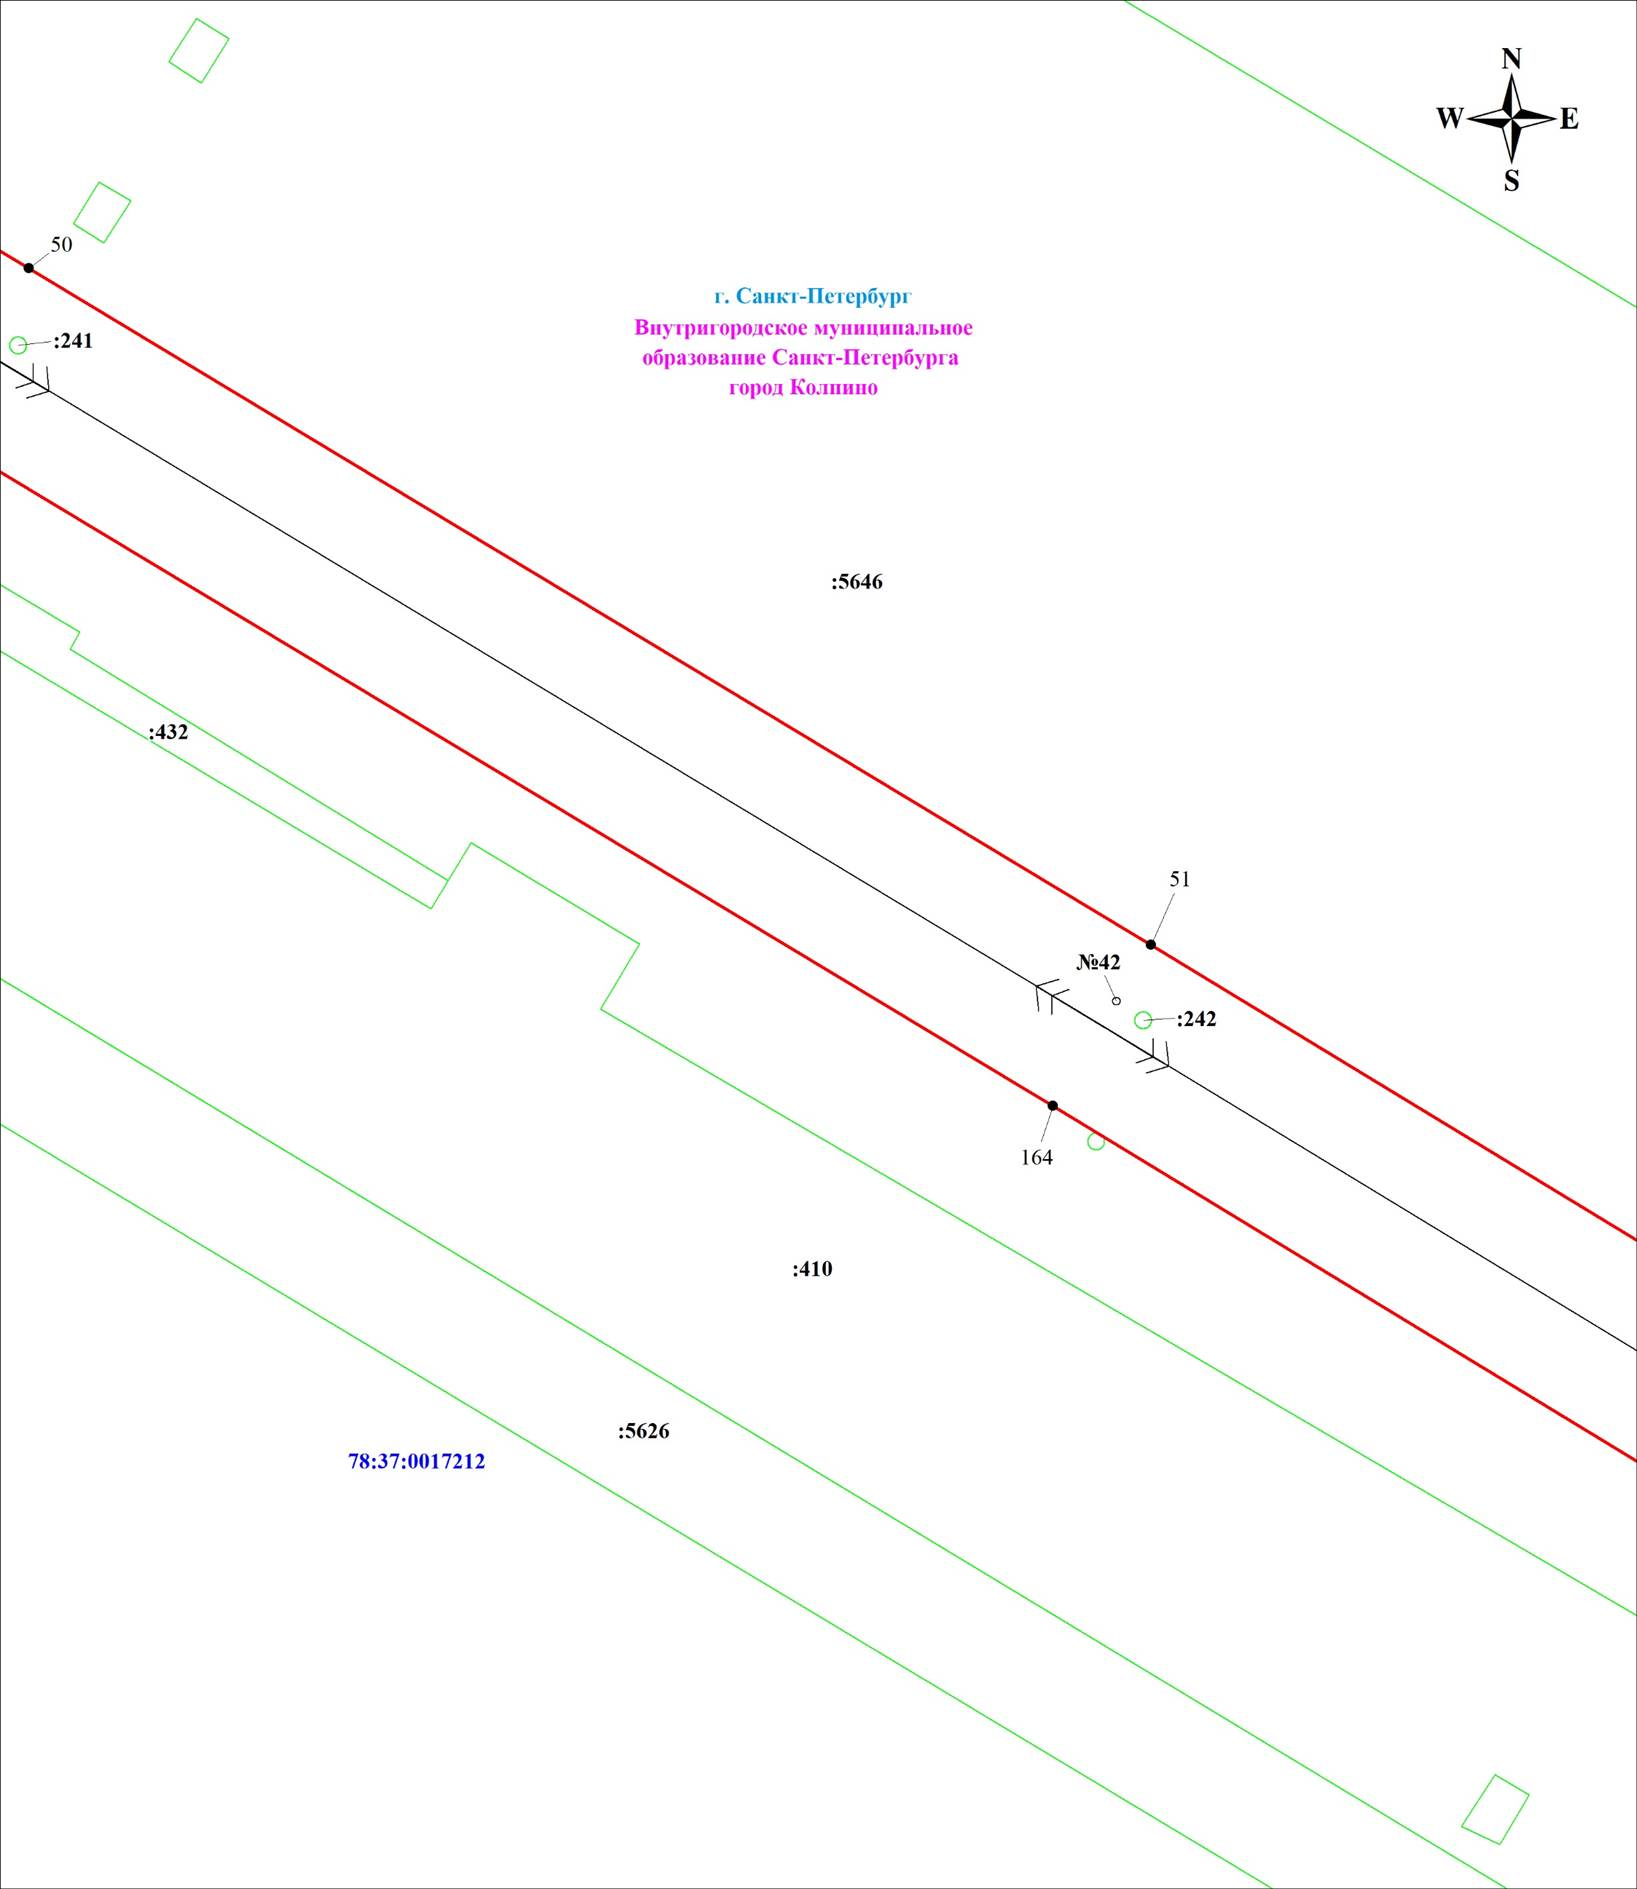 N
W E
S
50
:241
г. Санкт-Петербург
Внутригородское муниципальное
образование Санкт-Петербурга
город Колпино
:5646
:432
51
№42
:242
164
:410
:5626
78:37:0017212